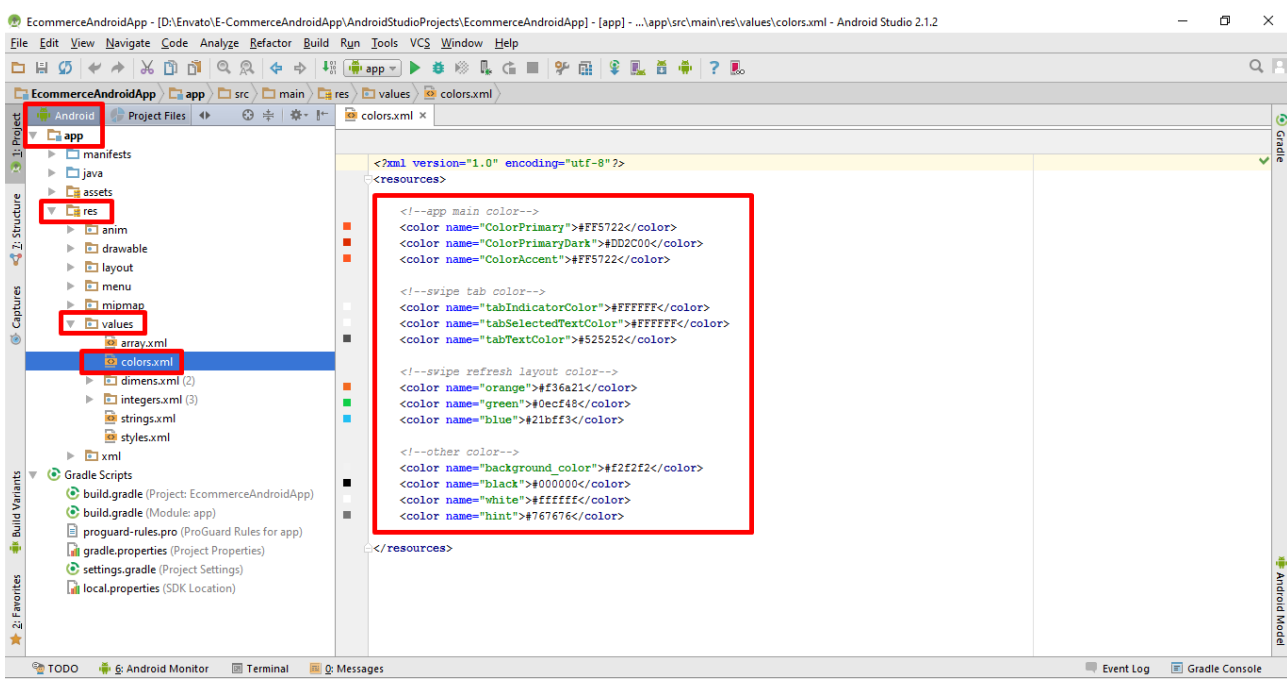 EcommerceAndroidApp - [D:\Envato\E-CommerceAndroidApp\AndroidStudioProjects\EcommerceAndroidApp] - [app] - ...\app\src\main\res\values\colors.xml - Android Studio 2.1.2
File Edit View Navigate Code Analyze Refactor Build Run Tools VCS Window Help
app
EcommerceAndroidApp app src main res values colors.xml
Android Project Files
colors.xml
1: Project
7: Structure
Captures
Build Variants
2: Favorites
app
manifests
java
assets
res
anim
drawable
layout
menu
mipmap
values
array.xml
colors.xml
dimens.xml (2)
integers.xml (3)
strings.xml
styles.xml
xml
Gradle Scripts
build.gradle (Project: EcommerceAndroidApp)
build.gradle (Module: app)
proguard-rules.pro (ProGuard Rules for app)
gradle.properties (Project Properties)
settings.gradle (Project Settings)
local.properties (SDK Location)
<?xml version="1.0" encoding="utf-8"?>
<resources>
<!--app main color-->
<color name="ColorPrimary">#FF5722</color>
<color name="ColorPrimaryDark">#DD2C00</color>
<color name="ColorAccent">#FF5722</color>
<!--swipe tab color-->
<color name="tabIndicatorColor">#FFFFFF</color>
<color name="tabSelectedTextColor">#FFFFFF</color>
<color name="tabTextColor">#525252</color>
<!--swipe refresh layout color-->
<color name="orange">#f36a21</color>
<color name="green">#0ecf48</color>
<color name="blue">#21bff3</color>
<!--other color-->
<color name="background_color">#f2f2f2</color>
<color name="black">#000000</color>
<color name="white">#ffffff</color>
<color name="hint">#767676</color>
</resources>
Gradle
Android Model
TODO 6: Android Monitor Terminal 0: Messages Event Log Gradle Console